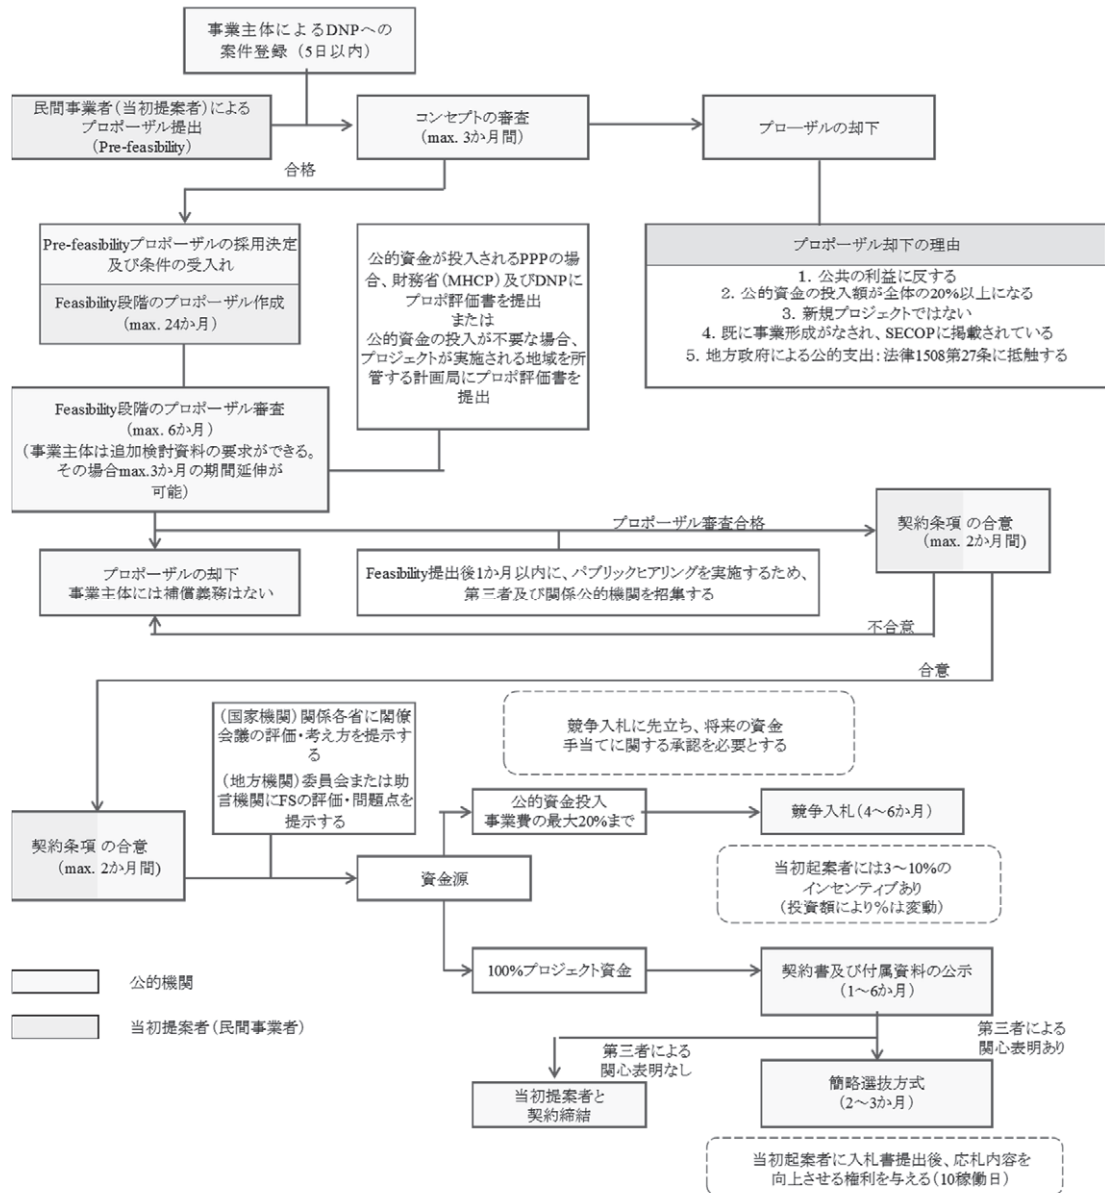 事業主体によるDNPへの
案件登録（5日以内）
民間事業者（当初提案者）による
プロポーザル提出
（Pre-feasibility）
コンセプトの審査
（max. 3か月間）
プローザルの却下
合格
Pre-feasibilityプロポーザルの採用決定
及び条件の受入れ
Feasibility段階のプロポーザル作成
（max. 24か月）
公的資金が投入されるPPPの場
合、財務省（MHCP）及びDNPに
プロポ評価書を提出
または
公的資金の投入が不要な場合、
プロジェクトが実施される地域を所
管する計画局にプロポ評価書を
提出
プロポーザル却下の理由
1. 公共の利益に反する
2. 公的資金の投入額が全体の20%以上になる
3. 新規プロジェクトではない
4. 既に事業形成がなされ、SECOPに掲載されている
5. 地方政府による公的支出：法律1508第27条に抵触する
Feasibility段階のプロポーザル審査
（max. 6か月）
（事業主体は追加検討資料の要求ができる。
その場合max.3か月の期間延伸が
可能）
プロポーザル審査合格
契約条項 の合意
（max. 2か月間）
プロポーザルの却下
事業主体には補償義務はない
Feasibility提出後1か月以内に、パブリックヒアリングを実施するため、
第三者及び関係公的機関を招集する
不合意
合意
（国家機関）関係各省に閣僚
会議の評価・考え方を提示す
る
（地方機関）委員会または助
言機関にFSの評価・問題点を
提示する
競争入札に先立ち、将来の資金
手当てに関する承認を必要とする
公的資金投入
事業費の最大20%まで
競争入札（4～6か月）
契約条項 の合意
（max. 2か月間）
資金源
当初起案者には3～10%の
インセンティブあり
（投資額により%は変動）
100%プロジェクト資金
契約書及び付属資料の公示
（1～6か月）
公的機関
当初提案者（民間事業者）
第三者による
関心表明なし
第三者による
関心表明あり
当初提案者と
契約締結
簡略選抜方式
（2～3か月）
当初起案者に入札書提出後、応札内容を
向上させる権利を与える（10稼働日）